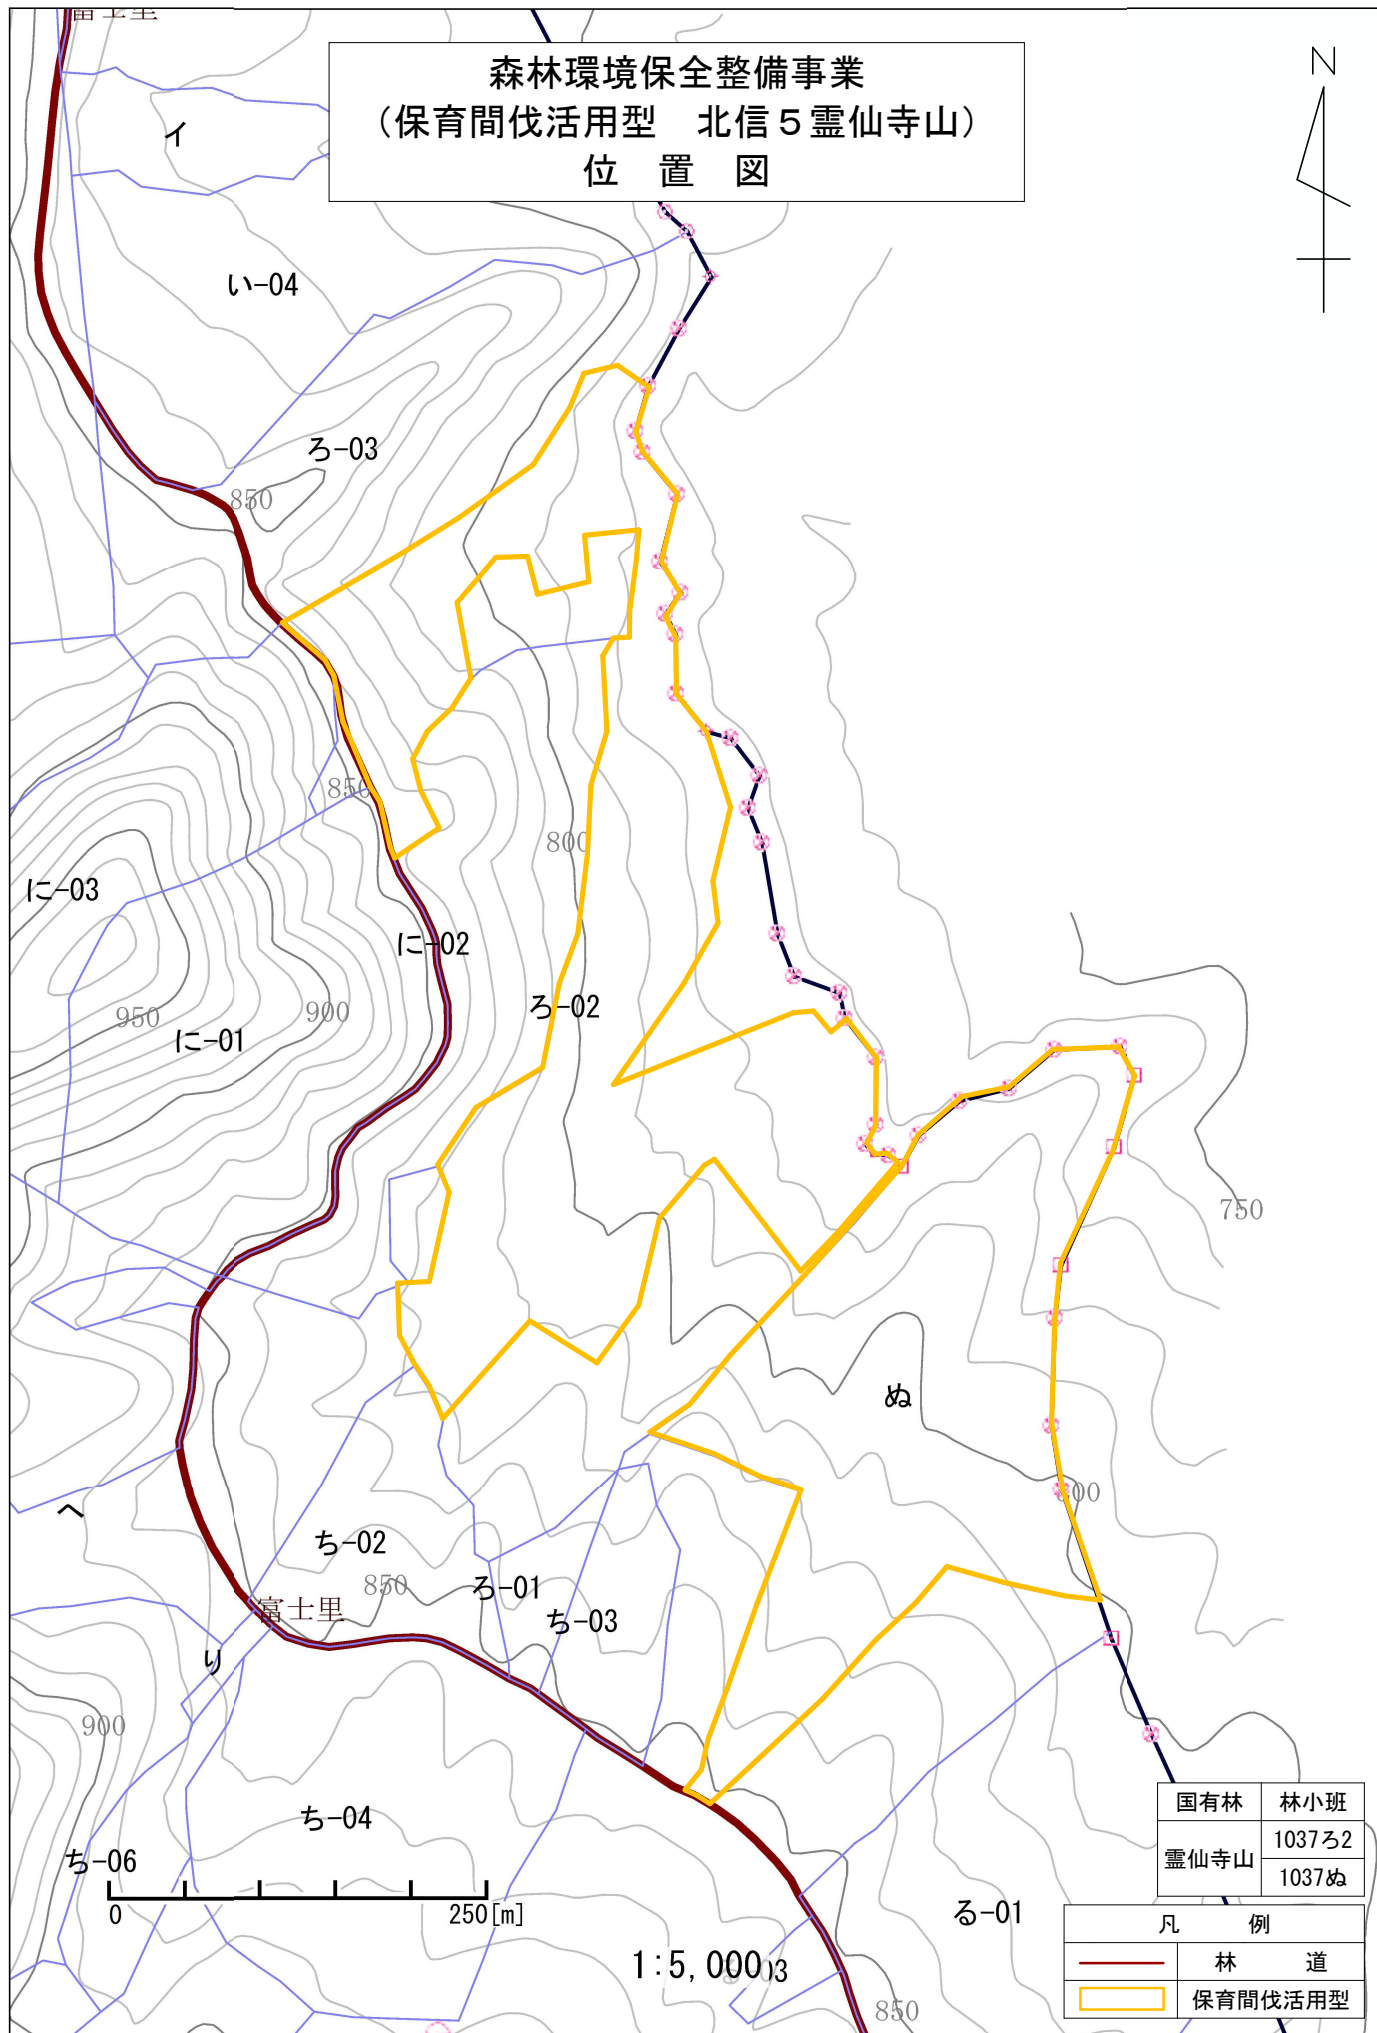 富士里
森林環境保全整備事業
（保育間伐活用型　北信５霊仙寺山）
位　置　図
N
イ
い-04
ろ-03
850
850
800
に-03
に-02
950
900
に-01
ろ-02
750
ぬ
800
へ
ち-02
850
ろ-01
富士里
ち-03
り
900
ち-04
ち-06
0
250[m]
1:5,000
03
る-01
850
国有林　林小班
霊仙寺山　1037ろ2
1037ぬ
凡　例
林　道
保育間伐活用型